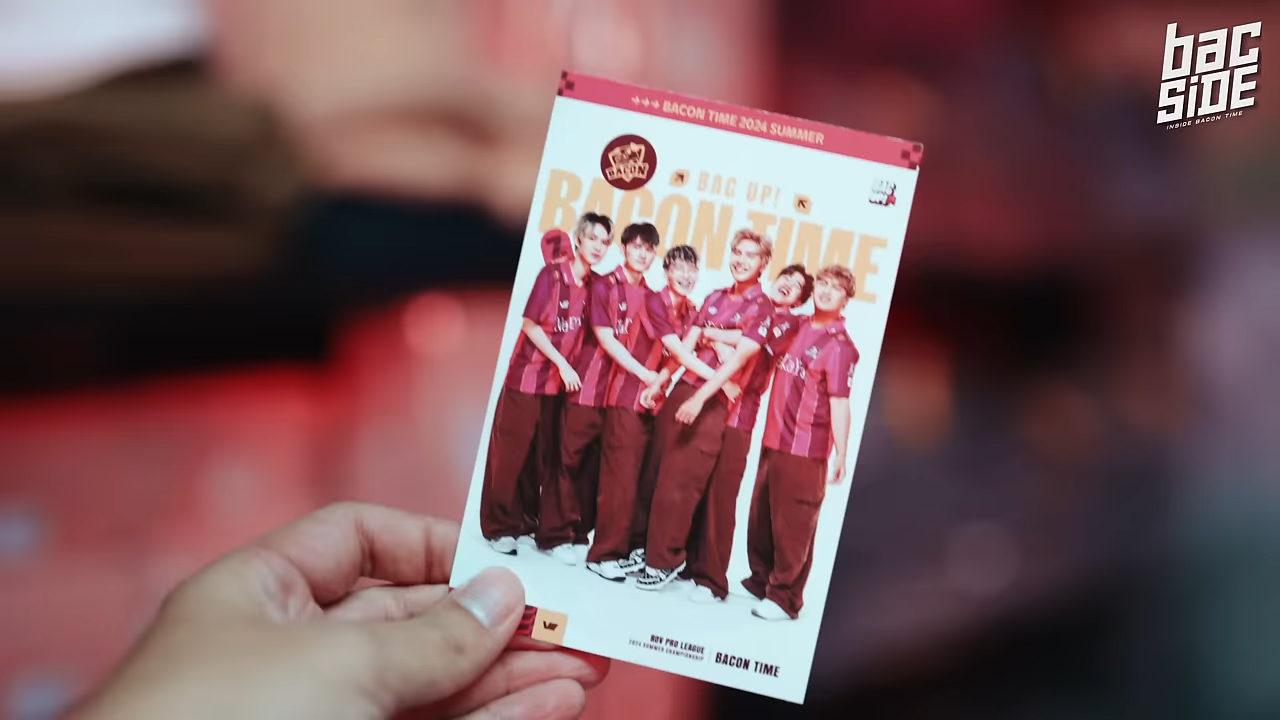 bac
SiDE
INSIDE BACON TIME
→→→ BACON TIME 2024 SUMMER
BACON
BAC UP!
BACON TIME
ROV PRO LEAGUE
2024 SUMMER CHAMPIONSHIP
BACON TIME